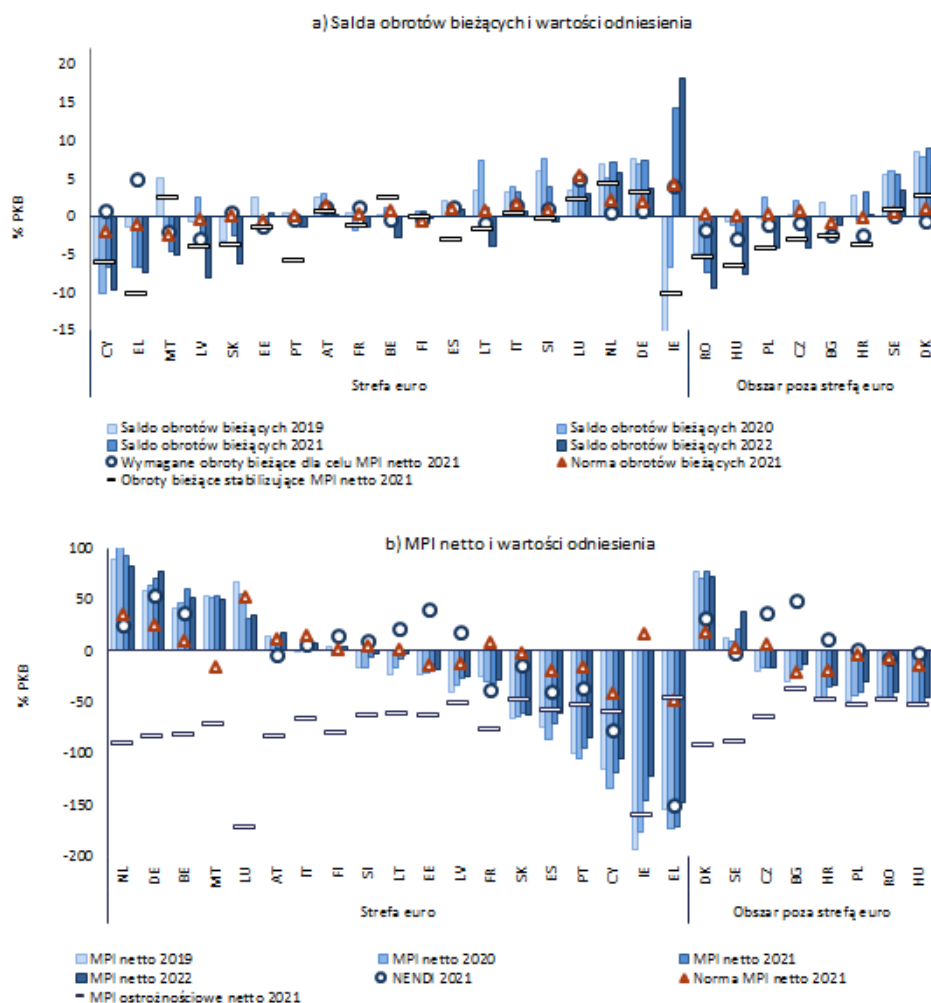 a) Salda obrotów bieżących i wartości odniesienia
% PKB
20
15
10
5
0
-5
-10
-15
CY EL MT LV SK EE PT AT FR BE FI ES LT IT SI LU NL DE IE RO HU PL CZ BG HR SE DK
Strefa euro Obszar poza strefą euro
Saldo obrotów bieżących 2019 Saldo obrotów bieżących 2020
Saldo obrotów bieżących 2021 Saldo obrotów bieżących 2022
Wymagane obroty bieżące dla celu MPI netto 2021 Norma obrotów bieżących 2021
Obroty bieżące stabilizujące MPI netto 2021
b) MPI netto i wartości odniesienia
% PKB
100
50
0
-50
-100
-150
-200
NL DE BE MT LU AT IT FI SI LT EE LV FR SK ES PT CY IE EL DK SE CZ BG HR PL RO HU
Strefa euro Obszar poza strefą euro
MPI netto 2019 MPI netto 2020 MPI netto 2021
MPI netto 2022 NENDI 2021 Norma MPI netto 2021
MPI ostrożnościowe netto 2021